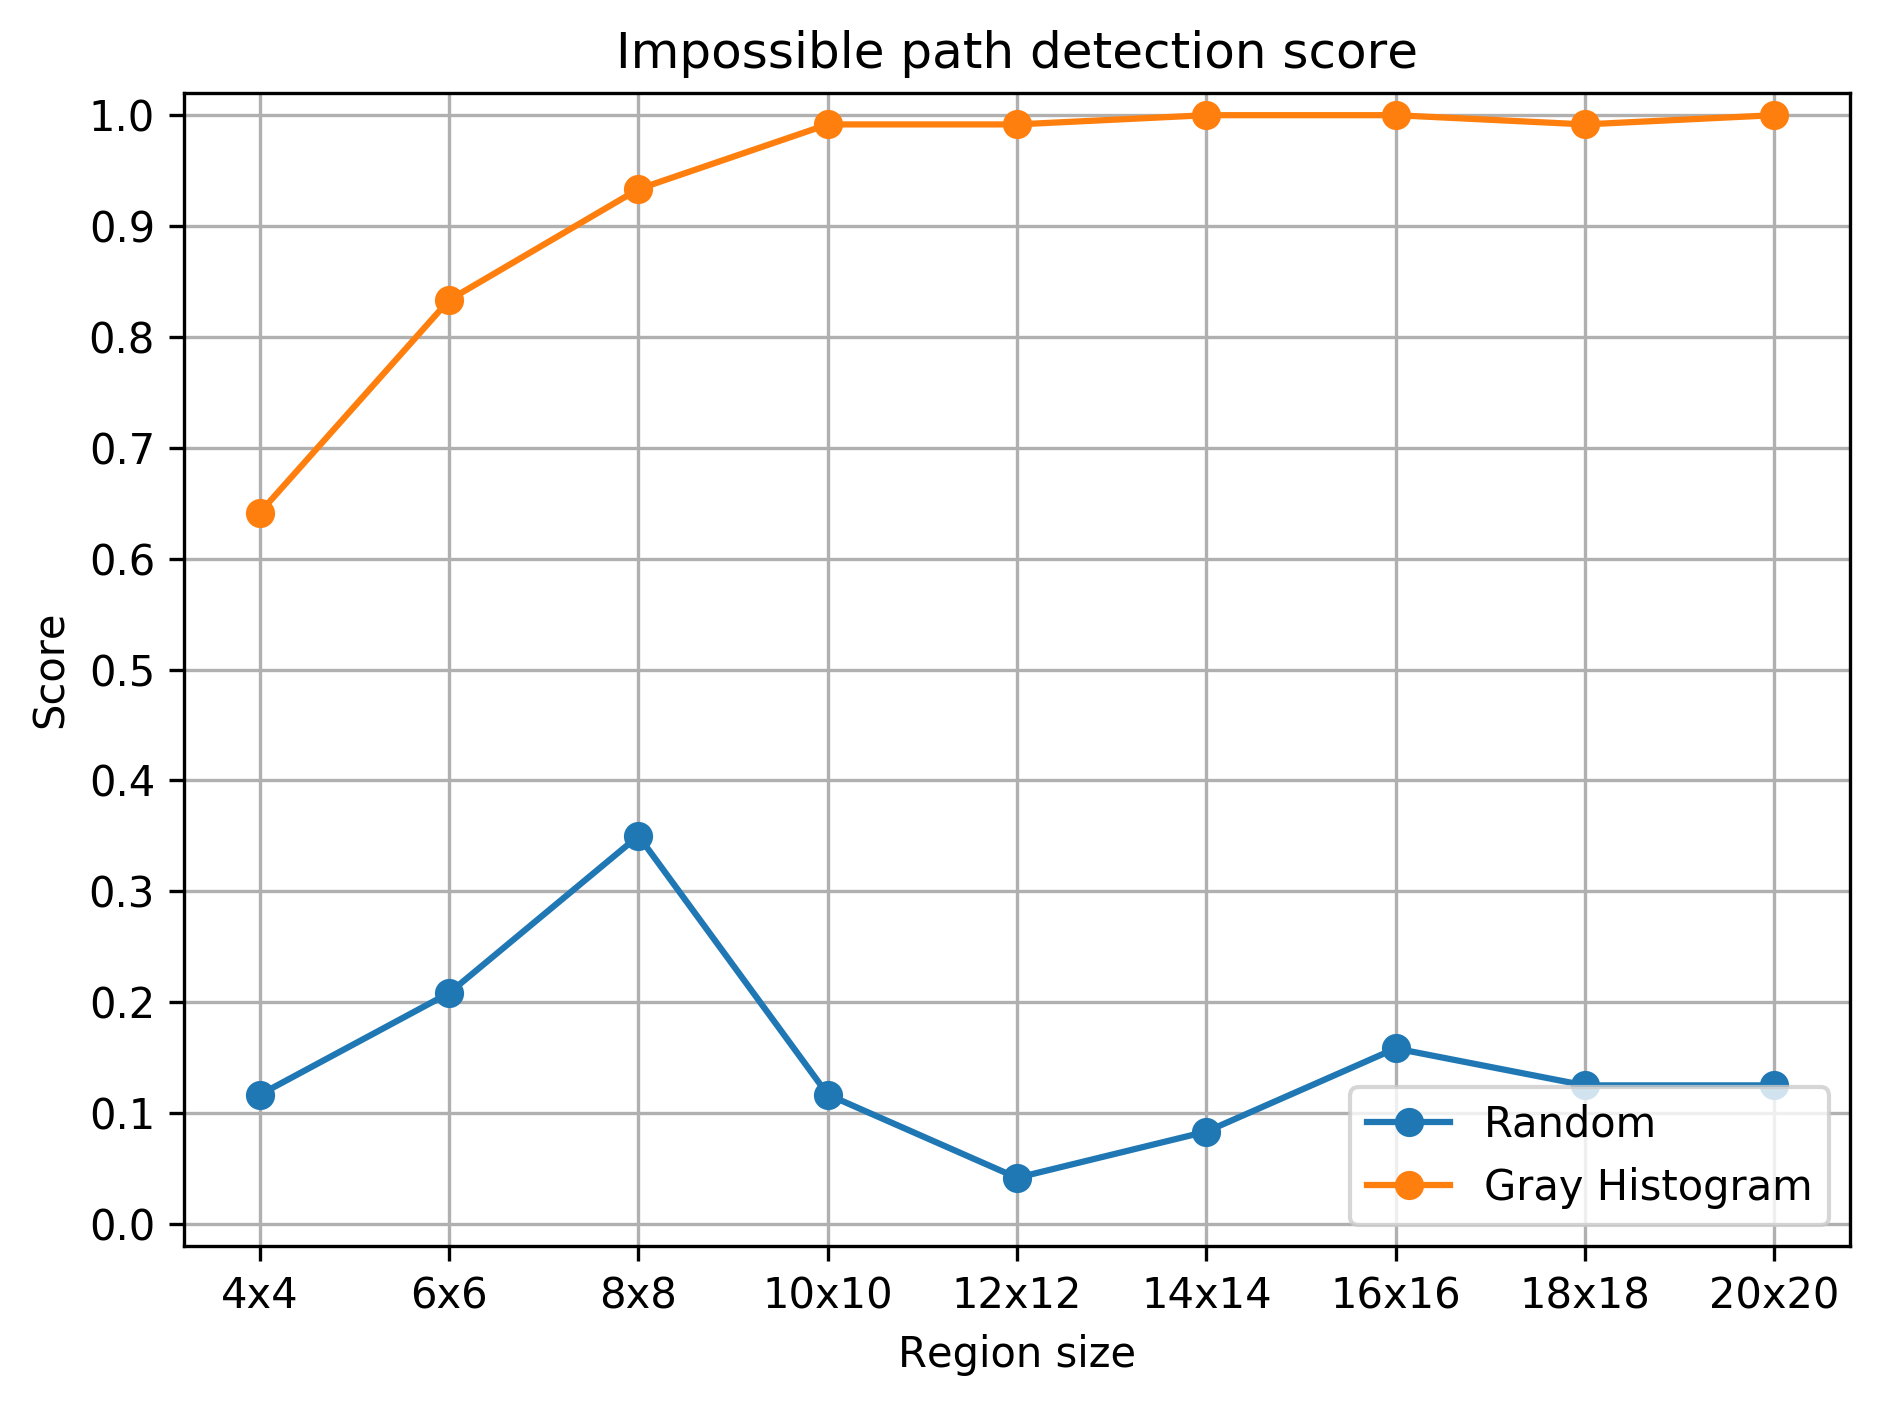 Impossible path detection score
1.0
0.9
0.8
0.7
0.6
0.5
0.4
0.3
0.2
0.1
0.0
Score
Random
Gray Histogram
4x4 6x6 8x8 10x10 12x12 14x14 16x16 18x18 20x20
Region size